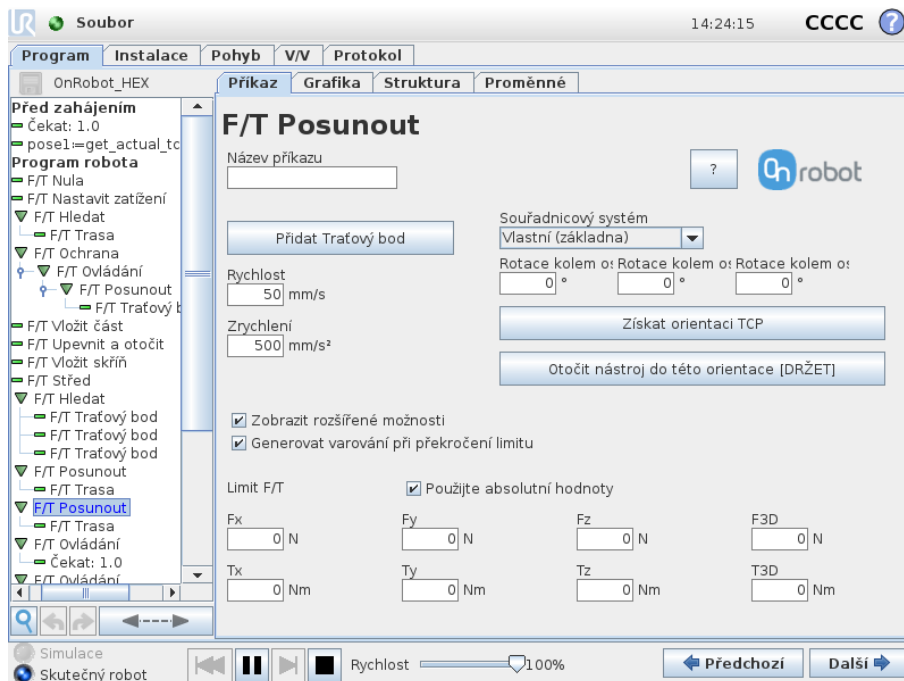 Soubor
14:24:15
CCCC
?
Program
Instalace
Pohyb
V/V
Protokol
OnRobot_HEX
Příkaz
Grafika
Struktura
Proměnné
Před zahájením
Čekat: 1.0
pose1:=get_actual_tc
Program robota
F/T Nula
F/T Nastavit zatížení
F/T Hledat
F/T Trasa
F/T Ochrana
F/T Ovládání
F/T Posunout
F/T Traťový b
F/T Vložit část
F/T Upevnit a otočit
F/T Vložit skříň
F/T Střed
F/T Hledat
F/T Traťový bod
F/T Traťový bod
F/T Traťový bod
F/T Posunout
F/T Trasa
F/T Posunout
F/T Trasa
F/T Ovládání
Čekat: 1.0
F/T Ovládání
F/T Posunout
Název příkazu
?
On robot
Přidat Traťový bod
Souřadnicový systém
Vlastní (základna)
Rychlost
50 mm/s
Rotace kolem os Rotace kolem os Rotace kolem os
0 ° 0 ° 0 °
Zrychlení
500 mm/s²
Získat orientaci TCP
Otočit nástroj do této orientace [DRŽET]
Zobrazit rozšířené možnosti
Generovat varování při překročení limitu
Limit F/T
Použijte absolutní hodnoty
Fx Fy Fz F3D
0 N 0 N 0 N 0 N
Tx Ty Tz T3D
0 Nm 0 Nm 0 Nm 0 Nm
Simulace
Skutečný robot
Rychlost
100%
Předchozí
Další